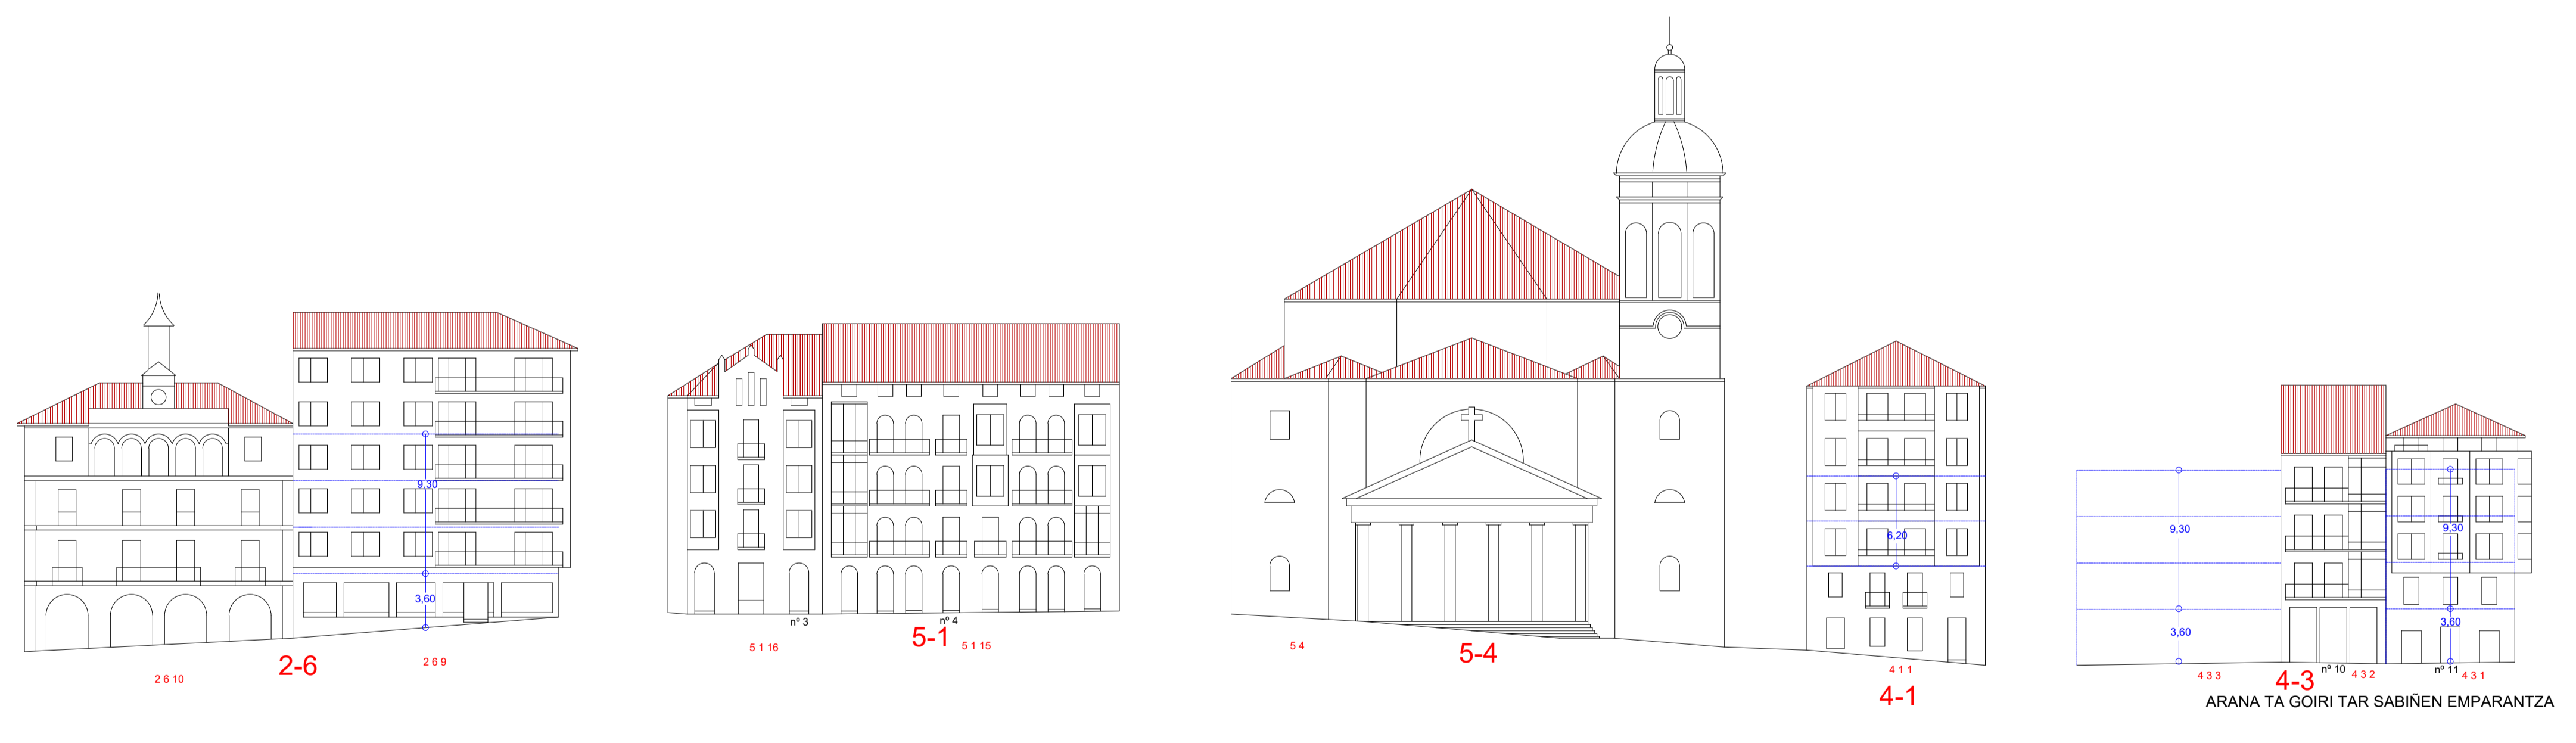 9,30
3,60
2-6
2 6 9
2 6 10
nº 3
nº 4
5-1
5 1 16
5 1 15
5 4
5-4
6,20
4 1 1
4-1
9,30
3,60
9,30
3,60
nº 10
nº 11
4 3 3
4-3
4 3 2
4 3 1
ARANA TA GOIRI TAR SABIÑEN EMPARANTZA